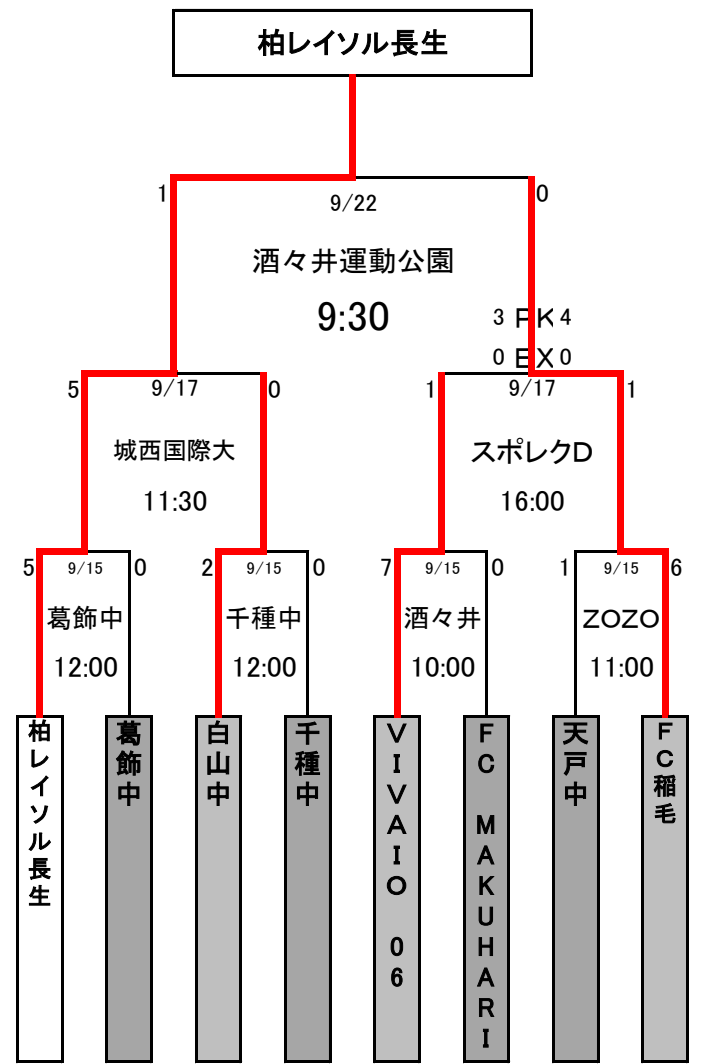 柏レイソル長生
1
0
9/22
酒々井運動公園
9:30
3 PK 4
0 EX 0
5
9/17
0
1
9/17
1
城西国際大
スポレクD
11:30
16:00
5
9/15
0
2
9/15
0
7
9/15
0
1
9/15
6
葛飾中
千種中
酒々井
ZOZO
12:00
12:00
10:00
11:00
柏レイソル長生
葛飾中
白山中
千種中
VIVAIO 06
FC MAKUHARI
天戸中
FC稲毛